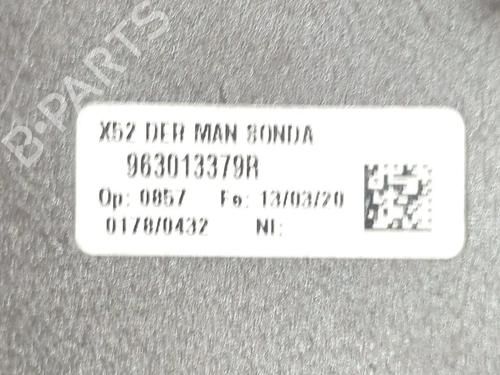 B-PARTS
X52 DER MAN SONDA
963013379R
Op: 0857 Fe: 13/03/20
0178/0432 NI: